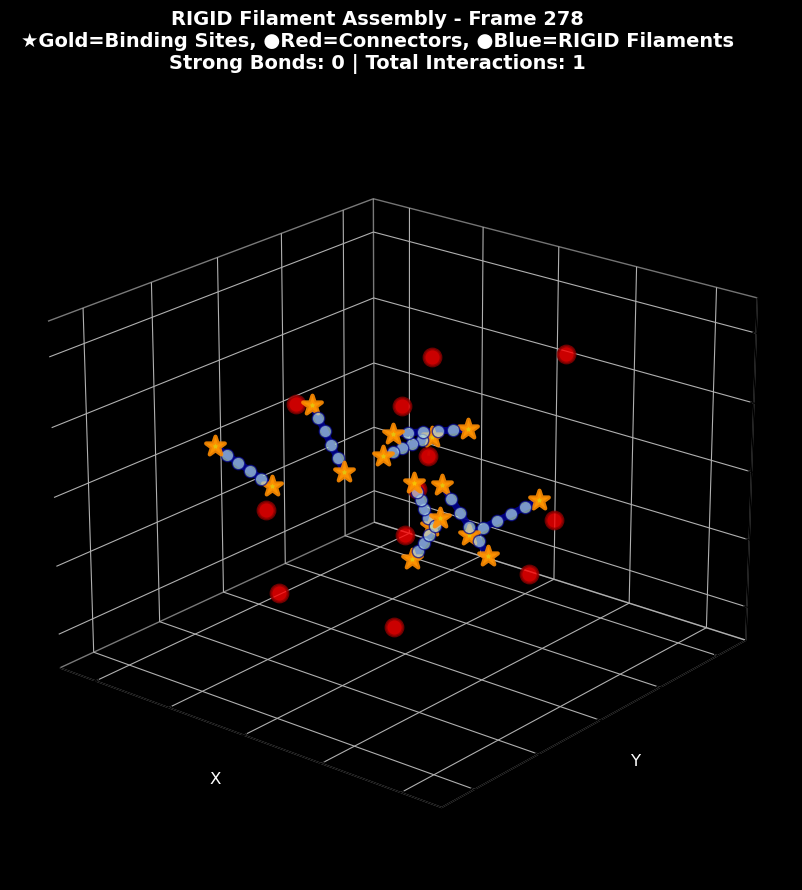 RIGID Filament Assembly - Frame 278
★Gold=Binding Sites, ●Red=Connectors, ●Blue=RIGID Filaments
Strong Bonds: 0 | Total Interactions: 1
Y
X